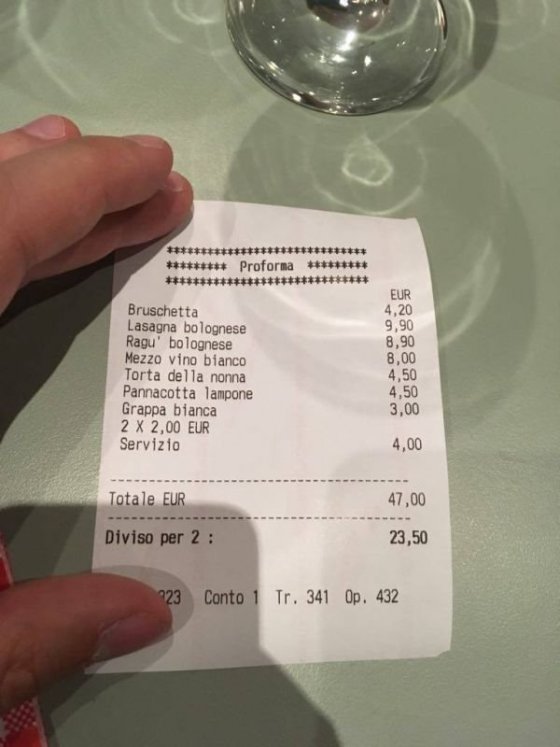 ******************************
********* Proforma *********
******************************
EUR
Bruschetta 4,20
Lasagna bolognese 9,90
Ragu' bolognese 8,90
Mezzo vino bianco 8,00
Torta della nonna 4,50
Pannacotta lampone 4,50
Grappa bianca 3,00
2 X 2,00 EUR
Servizio 4,00
--------------------------------
Totale EUR 47,00
--------------------------------
Diviso per 2 : 23,50
323 Conto 1 Tr. 341 Op. 432